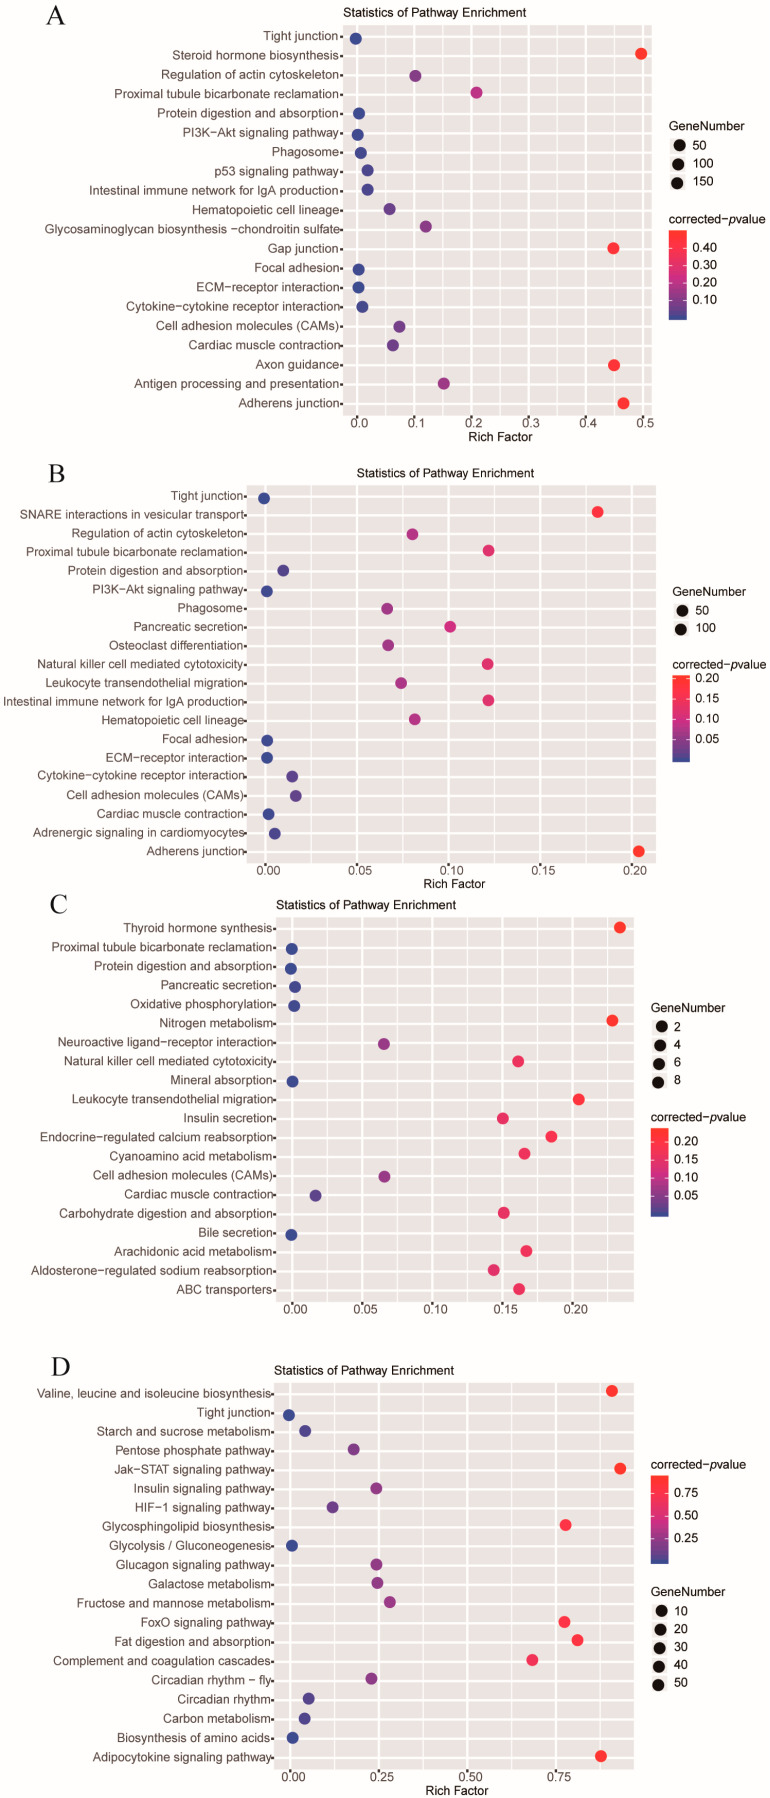 A
Statistics of Pathway Enrichment
Tight junction
Steroid hormone biosynthesis
Regulation of actin cytoskeleton
Proximal tubule bicarbonate reclamation
Protein digestion and absorption
PI3K−Akt signaling pathway
Phagosome
p53 signaling pathway
Intestinal immune network for IgA production
Hematopoietic cell lineage
Glycosaminoglycan biosynthesis −chondroitin sulfate
Gap junction
Focal adhesion
ECM−receptor interaction
Cytokine−cytokine receptor interaction
Cell adhesion molecules (CAMs)
Cardiac muscle contraction
Axon guidance
Antigen processing and presentation
Adherens junction
0.0 0.1 0.2 0.3 0.4 0.5
Rich Factor
GeneNumber
50
100
150
corrected−pvalue
0.40
0.30
0.20
0.10
B
Statistics of Pathway Enrichment
Tight junction
SNARE interactions in vesicular transport
Regulation of actin cytoskeleton
Proximal tubule bicarbonate reclamation
Protein digestion and absorption
PI3K−Akt signaling pathway
Phagosome
Pancreatic secretion
Osteoclast differentiation
Natural killer cell mediated cytotoxicity
Leukocyte transendothelial migration
Intestinal immune network for IgA production
Hematopoietic cell lineage
Focal adhesion
ECM−receptor interaction
Cytokine−cytokine receptor interaction
Cell adhesion molecules (CAMs)
Cardiac muscle contraction
Adrenergic signaling in cardiomyocytes
Adherens junction
0.00 0.05 0.10 0.15 0.20
Rich Factor
GeneNumber
50
100
corrected−pvalue
0.20
0.15
0.10
0.05
C
Statistics of Pathway Enrichment
Thyroid hormone synthesis
Proximal tubule bicarbonate reclamation
Protein digestion and absorption
Pancreatic secretion
Oxidative phosphorylation
Nitrogen metabolism
Neuroactive ligand−receptor interaction
Natural killer cell mediated cytotoxicity
Mineral absorption
Leukocyte transendothelial migration
Insulin secretion
Endocrine−regulated calcium reabsorption
Cyanoamino acid metabolism
Cell adhesion molecules (CAMs)
Cardiac muscle contraction
Carbohydrate digestion and absorption
Bile secretion
Arachidonic acid metabolism
Aldosterone−regulated sodium reabsorption
ABC transporters
0.00 0.05 0.10 0.15 0.20
GeneNumber
2
4
6
8
corrected−pvalue
0.20
0.15
0.10
0.05
D
Statistics of Pathway Enrichment
Valine, leucine and isoleucine biosynthesis
Tight junction
Starch and sucrose metabolism
Pentose phosphate pathway
Jak−STAT signaling pathway
Insulin signaling pathway
HIF−1 signaling pathway
Glycosphingolipid biosynthesis
Glycolysis / Gluconeogenesis
Glucagon signaling pathway
Galactose metabolism
Fructose and mannose metabolism
FoxO signaling pathway
Fat digestion and absorption
Complement and coagulation cascades
Circadian rhythm − fly
Circadian rhythm
Carbon metabolism
Biosynthesis of amino acids
Adipocytokine signaling pathway
0.00 0.25 0.50 0.75
Rich Factor
corrected−pvalue
0.75
0.50
0.25
GeneNumber
10
20
30
40
50